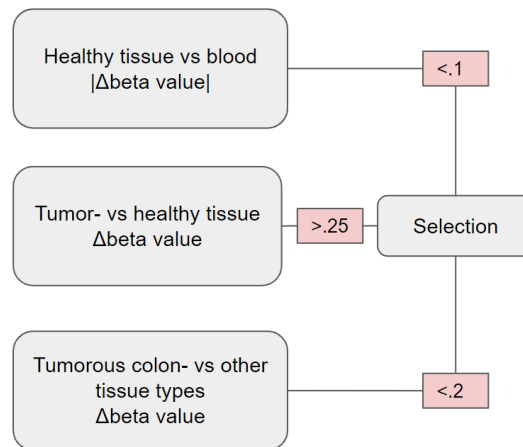 Healthy tissue vs blood
|Δbeta value|
<.1
Tumor- vs healthy tissue
Δbeta value
>.25
Selection
Tumorous colon- vs other
tissue types
Δbeta value
<.2